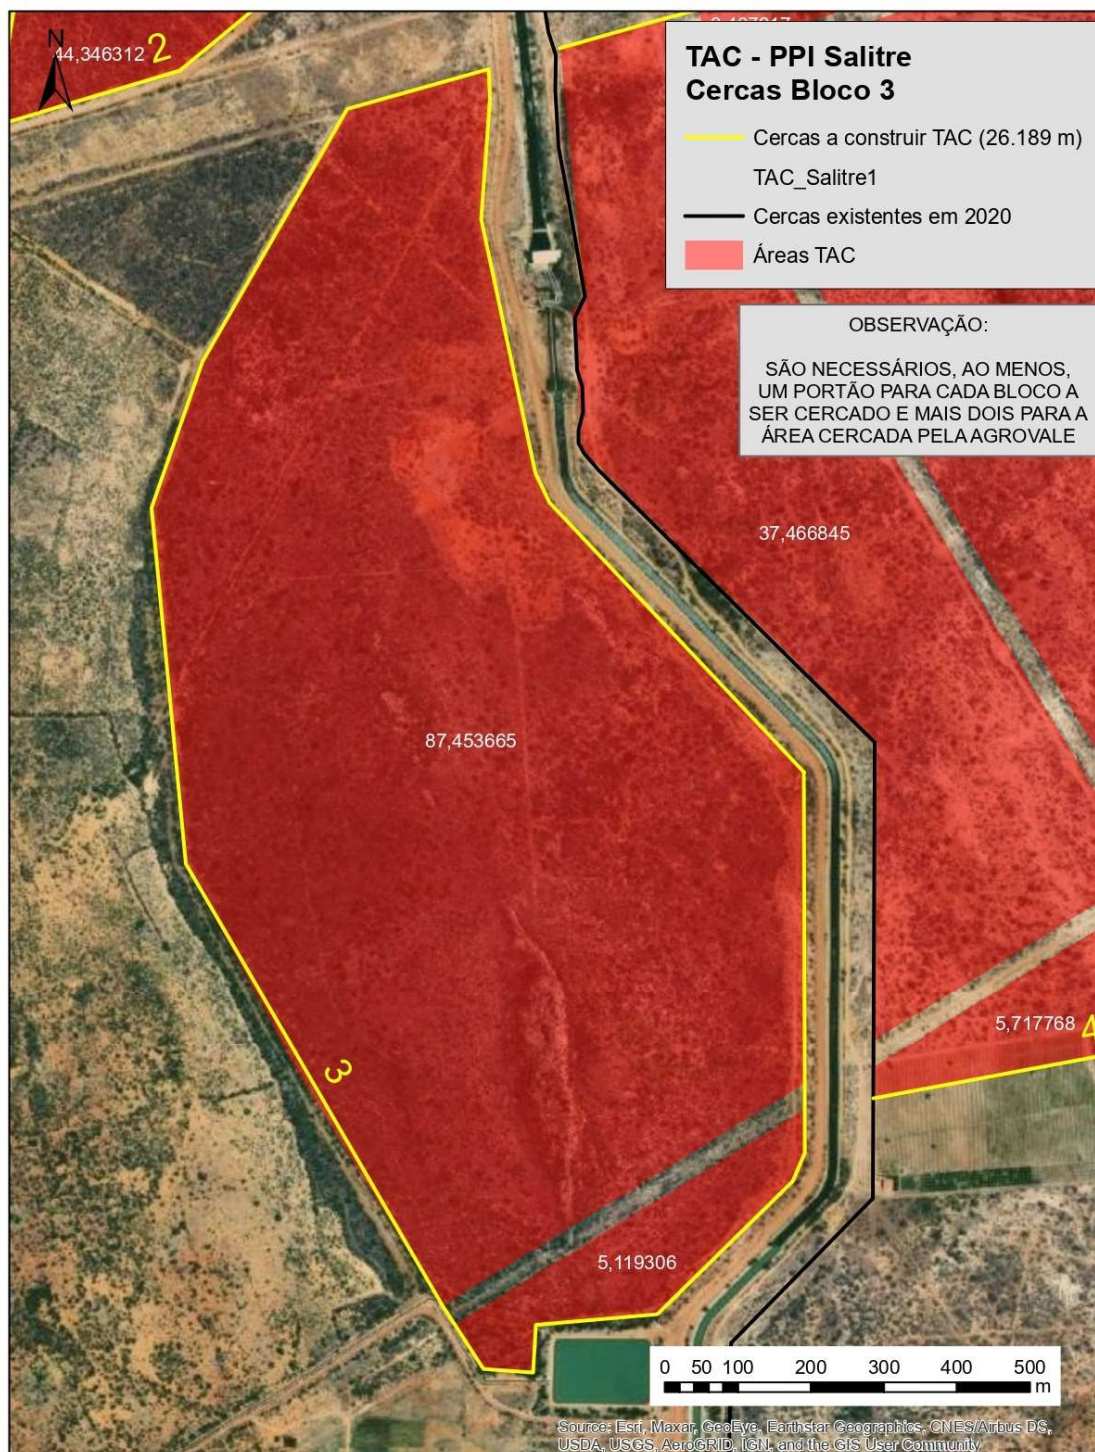 N
44,346312
2
TAC - PPI Salitre
Cercas Bloco 3
Cercas a construir TAC (26.189 m)
TAC_Salitre1
Cercas existentes em 2020
Áreas TAC
OBSERVAÇÃO:
SÃO NECESSÁRIOS, AO MENOS,
UM PORTÃO PARA CADA BLOCO A
SER CERCADO E MAIS DOIS PARA A
ÁREA CERCADA PELA AGROVALE
37,466845
87,453665
5,717768
4
3
5,119306
0 50 100 200 300 400 500
m
Source: Esri, Maxar, GeoEye, Earthstar Geographics, CNES/Airbus DS,
USDA, USGS, AeroGRID, IGN, and the GIS User Community